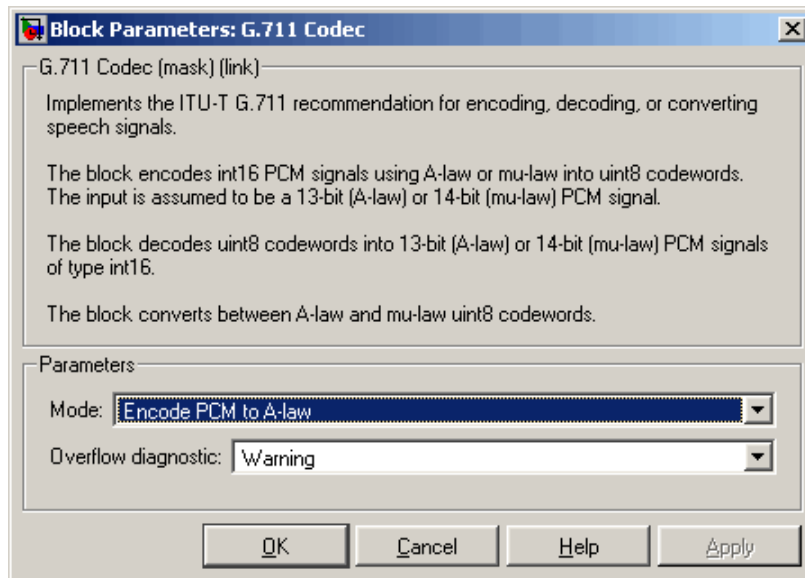 Block Parameters: G.711 Codec
G.711 Codec (mask) (link)
Implements the ITU-T G.711 recommendation for encoding, decoding, or converting
speech signals.
The block encodes int16 PCM signals using A-law or mu-law into uint8 codewords.
The input is assumed to be a 13-bit (A-law) or 14-bit (mu-law) PCM signal.
The block decodes uint8 codewords into 13-bit (A-law) or 14-bit (mu-law) PCM signals
of type int16.
The block converts between A-law and mu-law uint8 codewords.
Parameters
Mode: Encode PCM to A-law
Overflow diagnostic: Warning
OK Cancel Help Apply